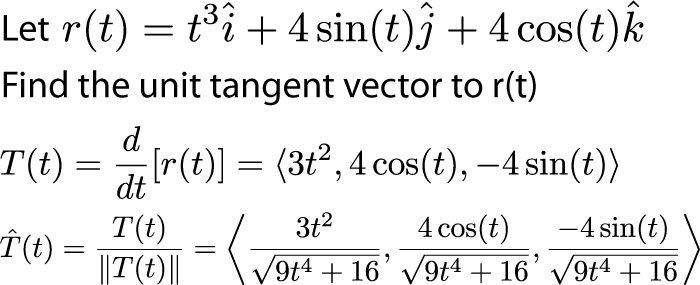 Let r(t) = t³î + 4 sin(t)ĵ + 4 cos(t)k̂
Find the unit tangent vector to r(t)
T(t) = d/dt [r(t)] = ⟨3t², 4 cos(t), −4 sin(t)⟩
T̂(t) = T(t)/‖T(t)‖ = ⟨3t²/√(9t⁴ + 16), 4 cos(t)/√(9t⁴ + 16), −4 sin(t)/√(9t⁴ + 16)⟩